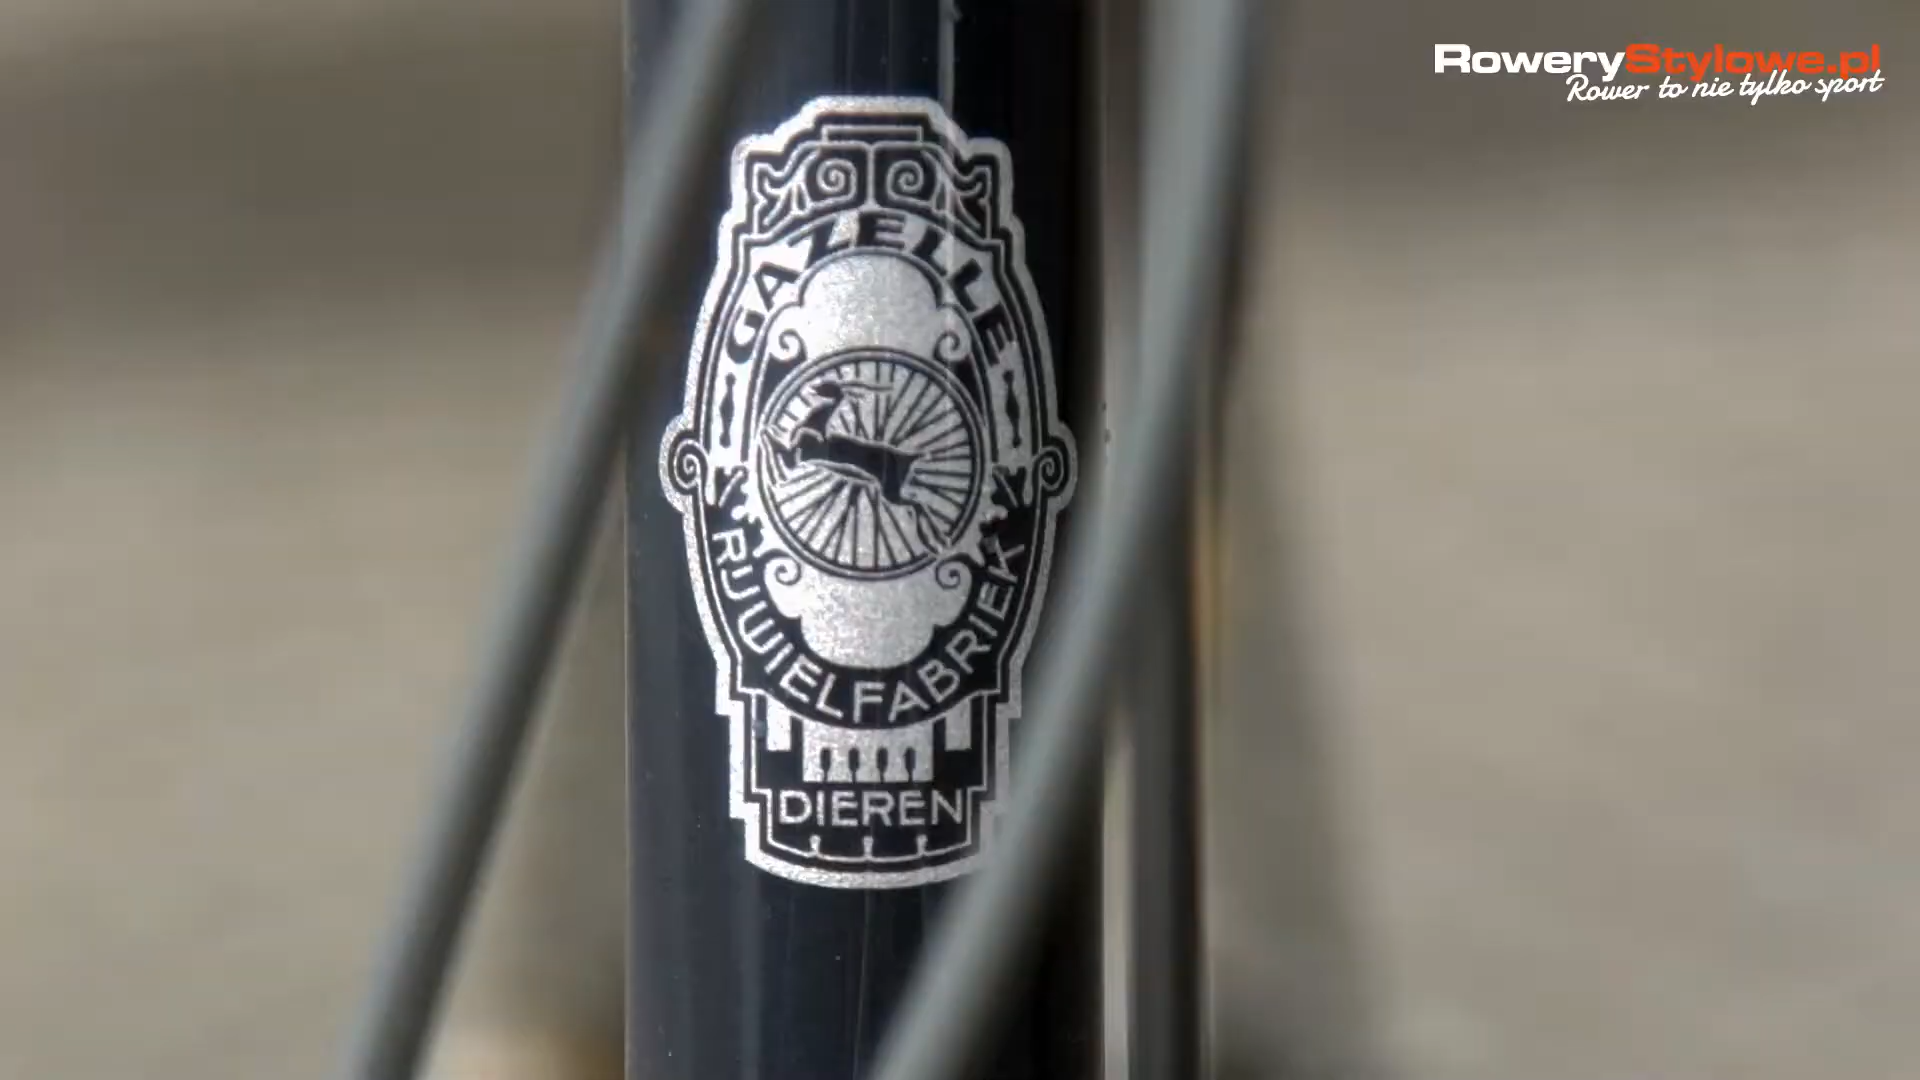 RoweryStylowe.pl
Rower to nie tylko sport
GAZELLE
RIJWIELFABRIEK
DIEREN